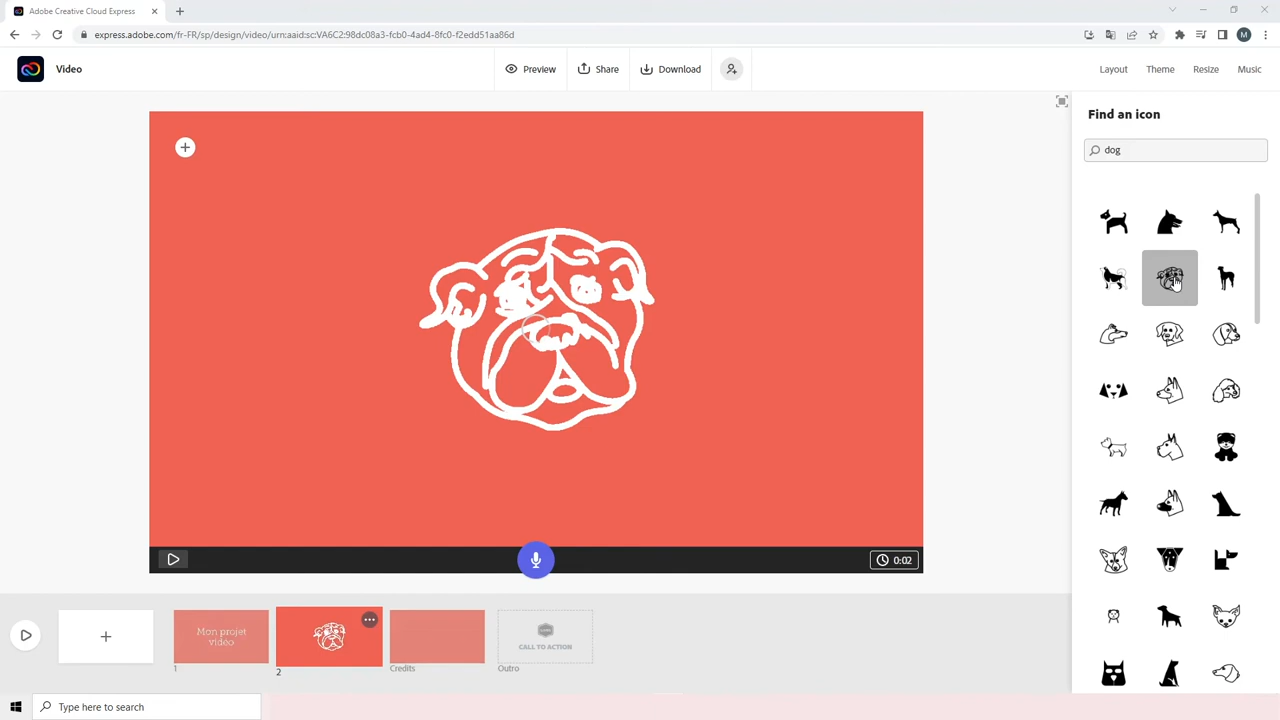 Adobe Creative Cloud Express
express.adobe.com/fr-FR/sp/design/video/urn:aaid:sc:VA6C2:98dc08a3-fcb0-4ad4-8fc0-f2edd51aa86d
M
Video
Preview
Share
Download
Layout
Theme
Resize
Music
Find an icon
dog
0:02
Mon projet
vidéo
CALL TO ACTION
1
2
Credits
Outro
Type here to search